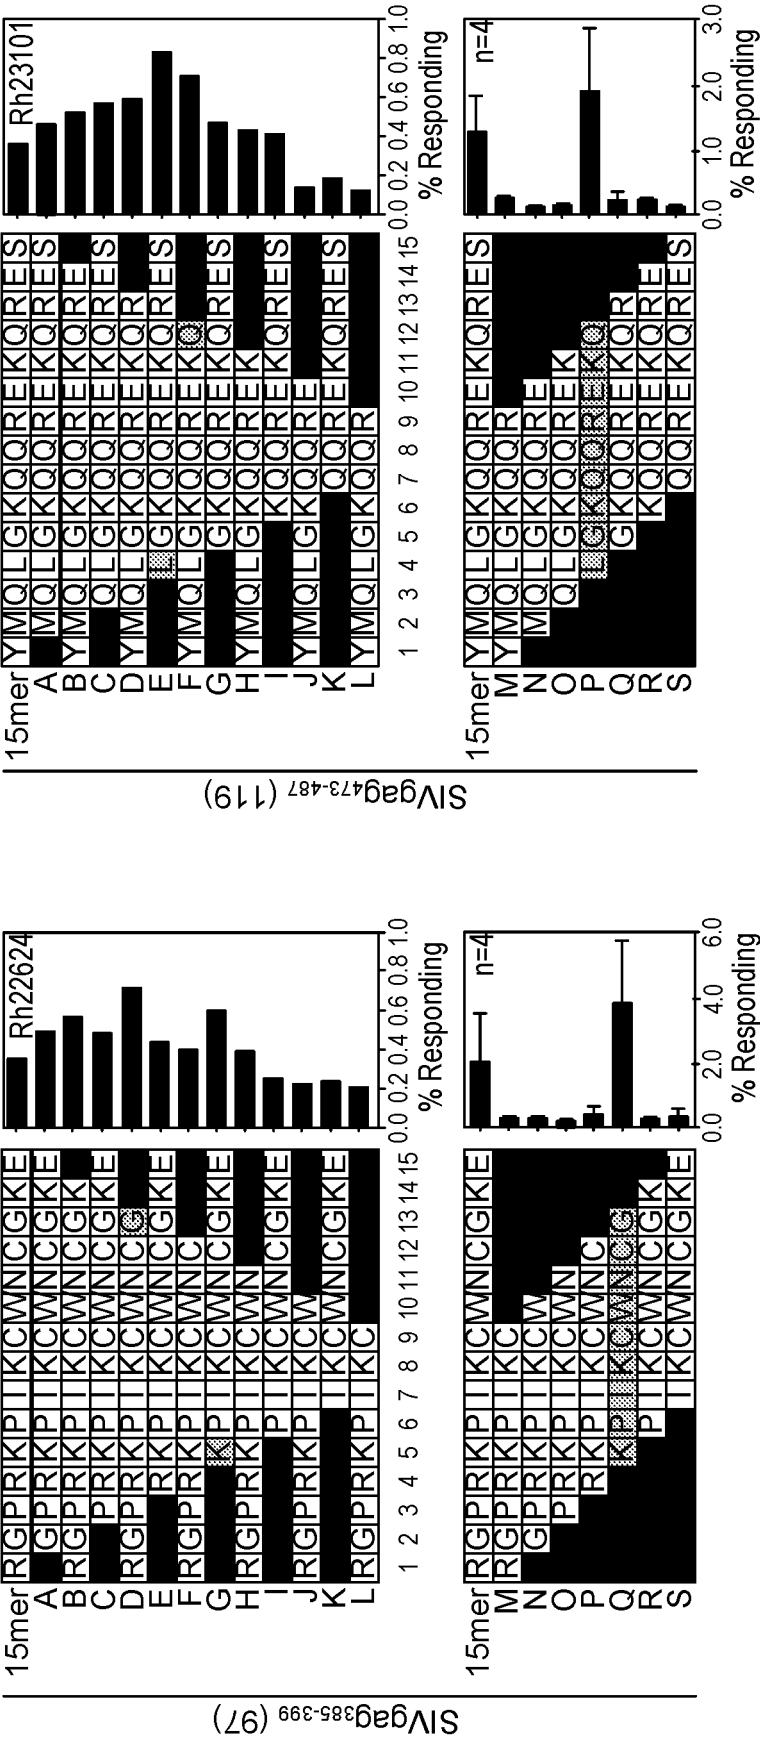 SIVgag385-399 (97)
Rh22624
15mer RGPRKPIKCWNCGKE
A GPRKPIKCWNCGKE
B RGPRKPIKCWNCGK
C PRKPIKCWNCGKE
D RGPRKPIKCWNCG
E RKPIKCWNCGKE
F RGPRKPIKCWNC
G KPIKCWNCGKE
H RGPRKPIKCWN
I PIKCWNCGKE
J RGPRKPIKCW
K IKCWNCGKE
L RGPRKPIKC
1 2 3 4 5 6 7 8 9 10 11 12 13 14 15
0.0 0.2 0.4 0.6 0.8 1.0
% Responding
n=4
15mer RGPRKPIKCWNCGKE
M RGPRKPIKC
N GPRKPIKCW
O PRKPIKCWN
P RKPIKCWNC
Q KPIKCWNCG
R PIKCWNCGK
S IKCWNCGKE
0.0 2.0 4.0 6.0
% Responding
SIVgag473-487 (119)
Rh23101
15mer YMQLGKQQREKQRES
A MQLGKQQREKQRES
B YMQLGKQQREKQRE
C QLGKQQREKQRES
D YMQLGKQQREKQR
E LGKQQREKQRES
F YMQLGKQQREKQ
G GKQQREKQRES
H YMQLGKQQREK
I KQQREKQRES
J YMQLGKQQRE
K QQREKQRES
L YMQLGKQQR
1 2 3 4 5 6 7 8 9 10 11 12 13 14 15
0.0 0.2 0.4 0.6 0.8 1.0
% Responding
n=4
15mer YMQLGKQQREKQRES
M YMQLGKQQR
N MQLGKQQRE
O QLGKQQREK
P LGKQQREKQ
Q GKQQREKQR
R KQQREKQRE
S QQREKQRES
0.0 1.0 2.0 3.0
% Responding